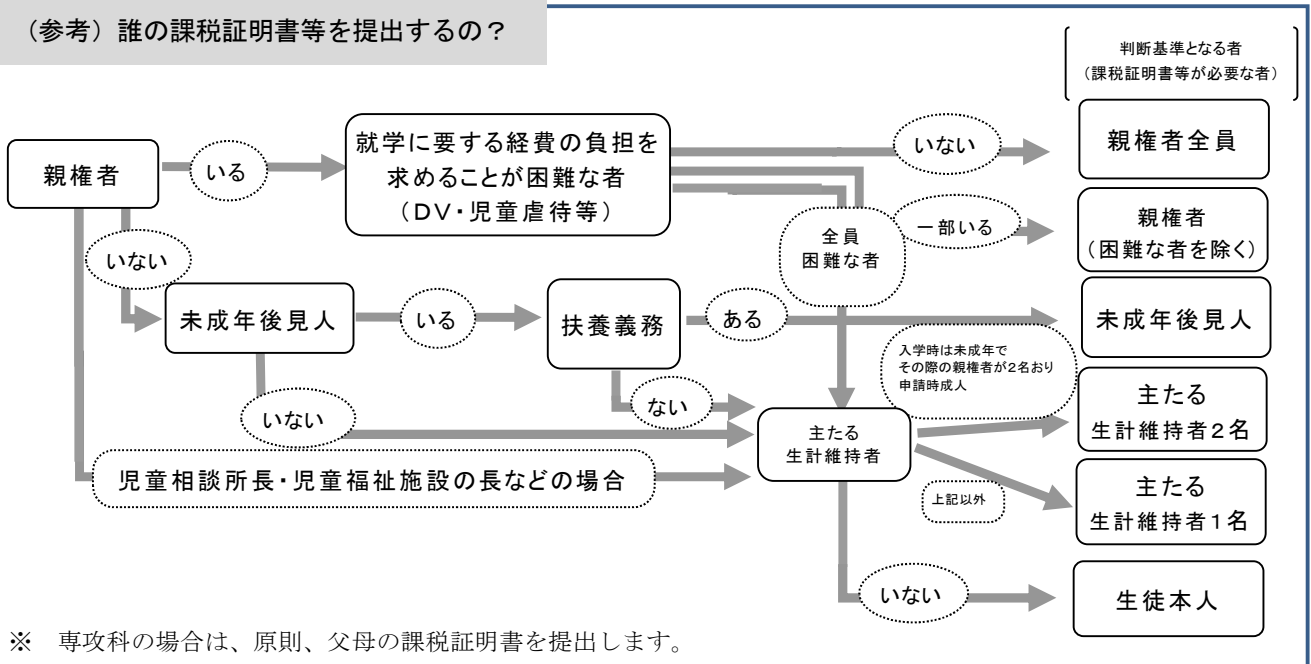 （参考）誰の課税証明書等を提出するの？
判断基準となる者
（課税証明書等が必要な者）
親権者
いる
就学に要する経費の負担を
求めることが困難な者
（DV・児童虐待等）
いない
親権者全員
全員
困難な者
一部いる
親権者
（困難な者を除く）
いない
未成年後見人
いる
扶養義務
ある
未成年後見人
入学時は未成年で
その際の親権者が2名おり
申請時成人
いない
ない
主たる
生計維持者
主たる
生計維持者2名
児童相談所長・児童福祉施設の長などの場合
上記以外
主たる
生計維持者1名
いない
生徒本人
※　専攻科の場合は、原則、父母の課税証明書を提出します。